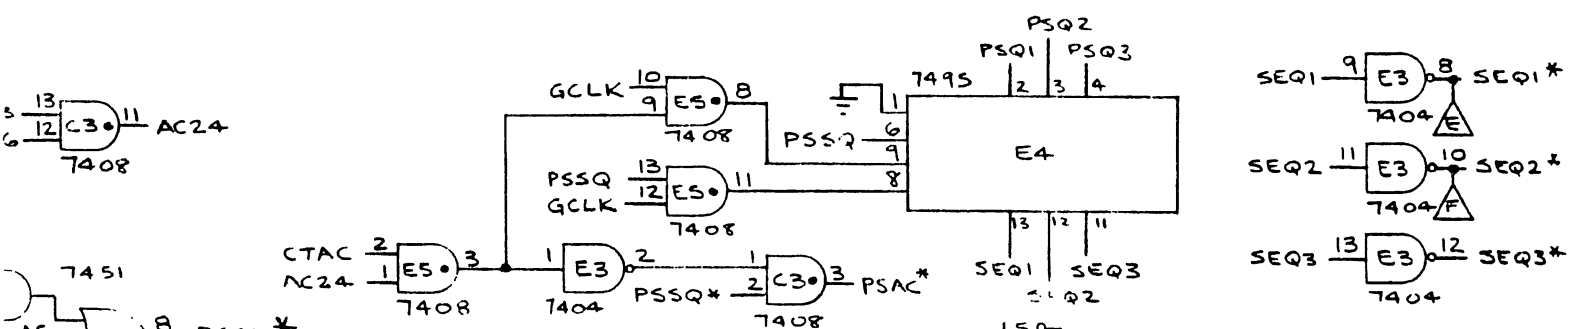 PSQ2
PSQ1 PSQ3
7495 2 3 4
GCLK 10
9 E5 8
7408
1
PSSQ 6
9
8
E4
13 12 11
SEQ1 SEQ3
PSSQ 13
GCLK 12 E5 11
7408
13
12 C3 11 AC24
7408
CTAC 2
AC24 1 E5 3
7408
1 E3 2
7404
1
PSSQ* 2 C3 3 PSAC*
7408
SEQ1 9 E3 8 SEQ1*
7404 E
SEQ2 11 E3 10 SEQ2*
7404 F
SEQ3 13 E3 12 SEQ3*
7404
7451
8